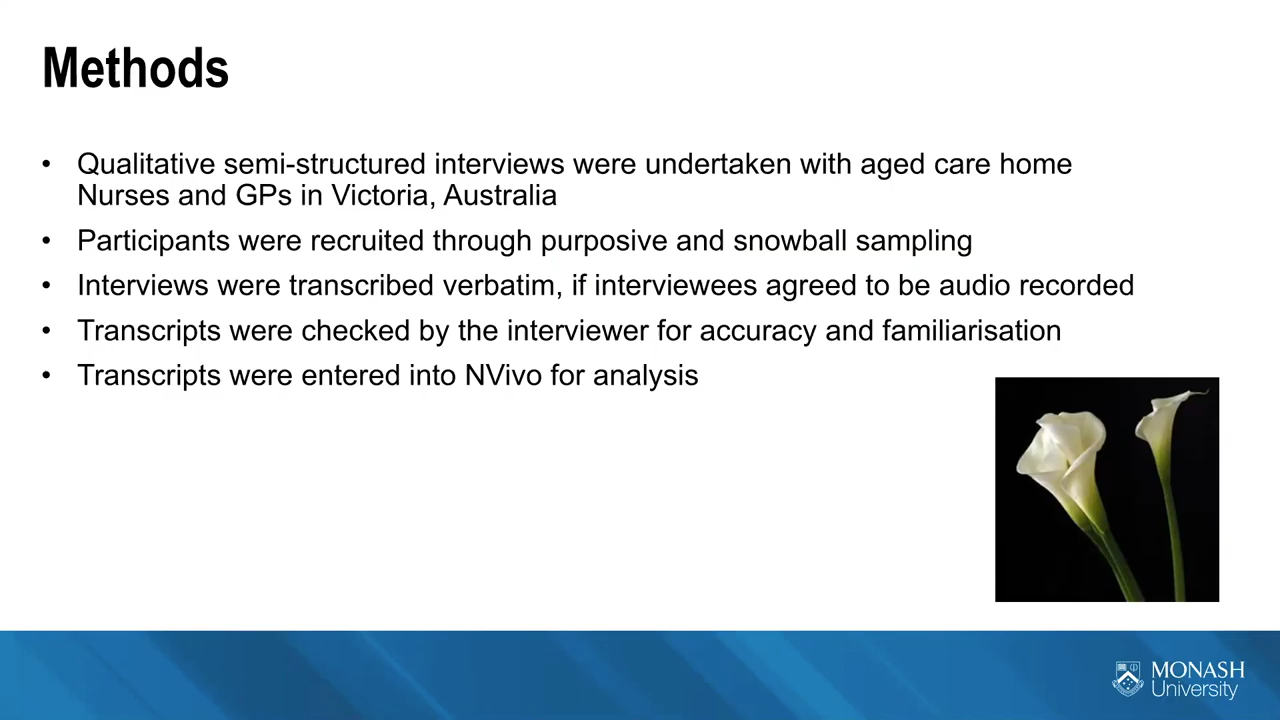 Methods
• Qualitative semi-structured interviews were undertaken with aged care home
Nurses and GPs in Victoria, Australia
• Participants were recruited through purposive and snowball sampling
• Interviews were transcribed verbatim, if interviewees agreed to be audio recorded
• Transcripts were checked by the interviewer for accuracy and familiarisation
• Transcripts were entered into NVivo for analysis
MONASH
University